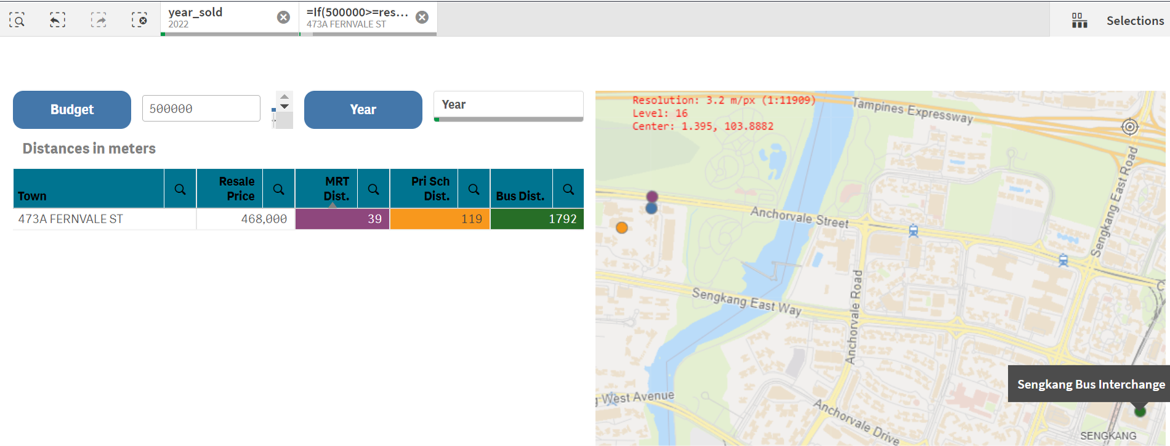 year_sold
2022
=If(500000>=res...
473A FERNVALE ST
Selections
Budget
500000
Year
Year
Distances in meters
Town
Resale
Price
MRT
Dist.
Pri Sch
Dist.
Bus Dist.
473A FERNVALE ST
468,000
39
119
1792
Resolution: 3.2 m/px (1:11909)
Level: 16
Center: 1.395, 103.8882
Tampines Expressway
Sengkang East Road
Anchorvale Street
Sengkang East Way
Anchorvale Road
Sengkang Bus Interchange
g West Avenue
Anchorvale Drive
SENGKANG